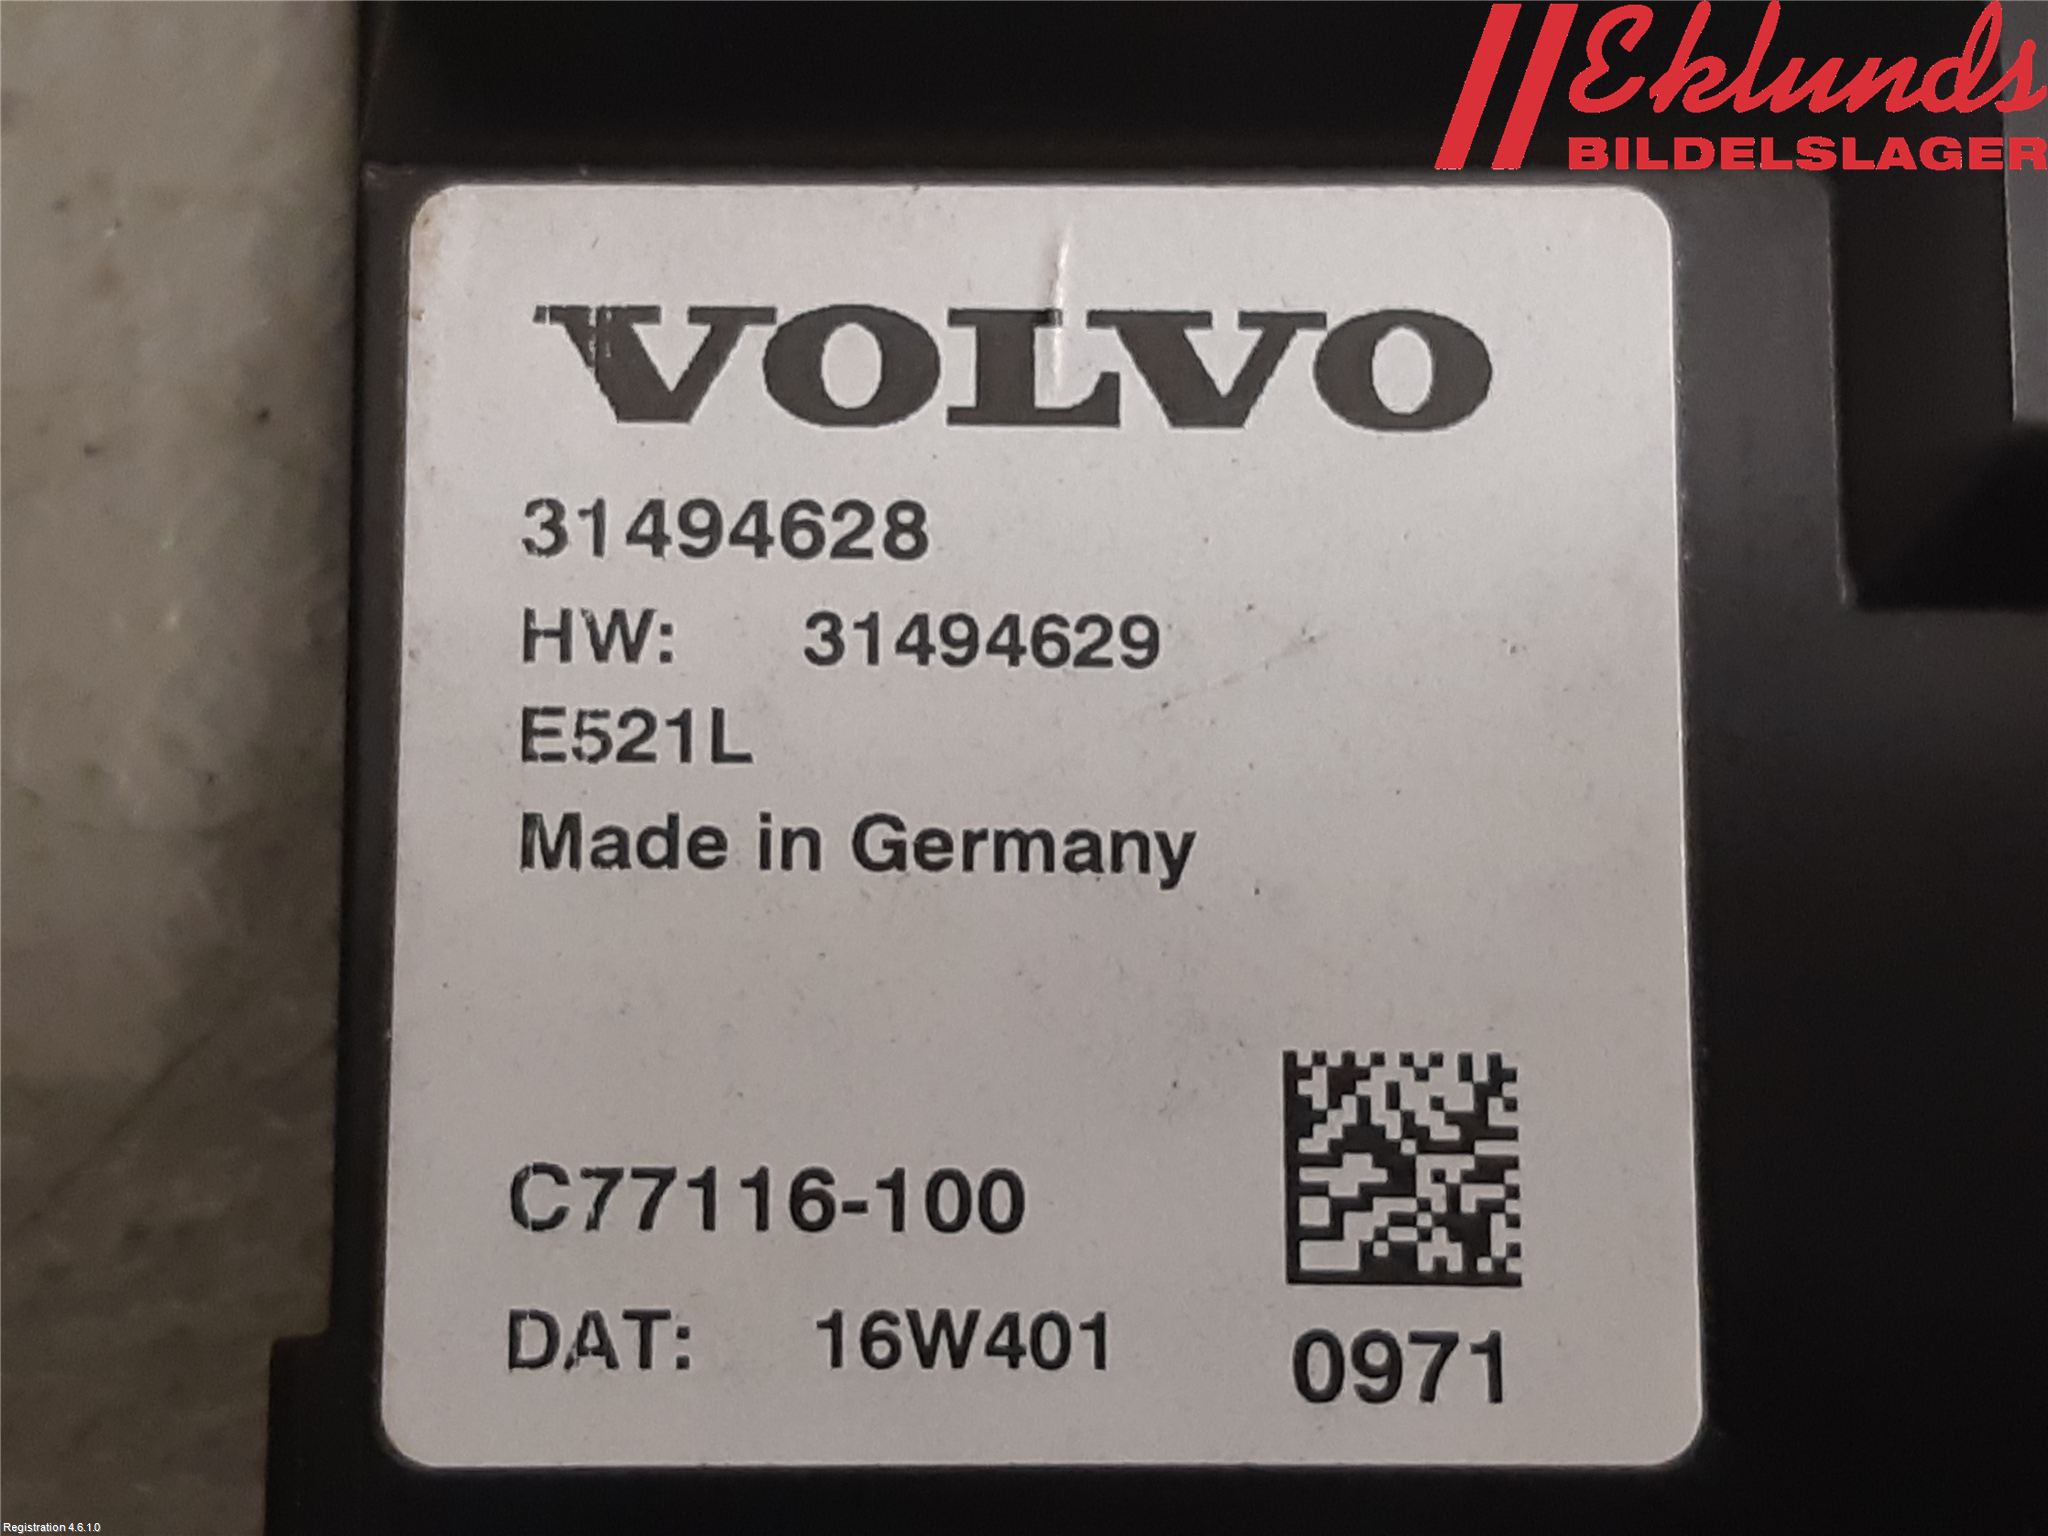 Eklunds
BILDELSLAGER
VOLVO
31494628
HW: 31494629
E521L
Made in Germany
C77116-100
DAT: 16W401
0971
Registration 4.6.1.0